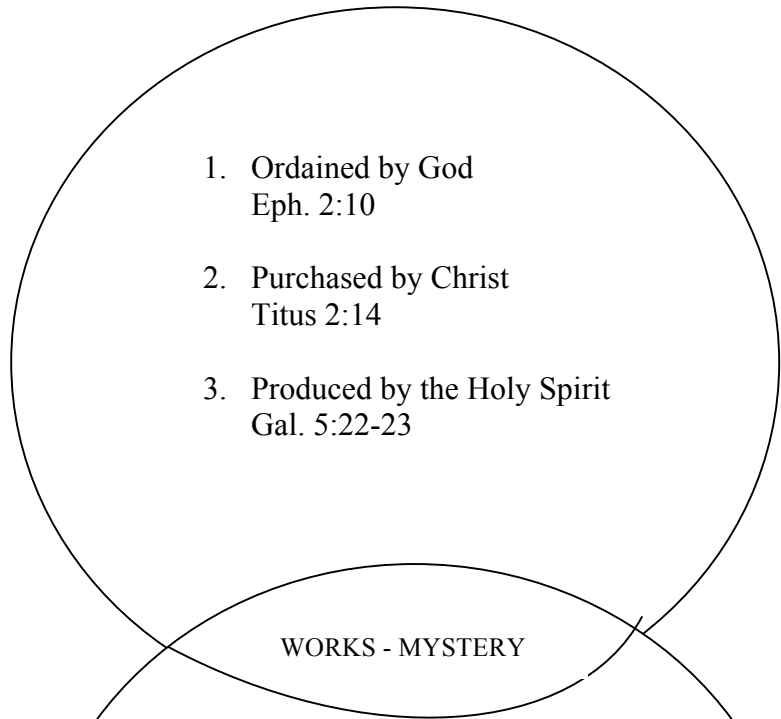 1. Ordained by God
Eph. 2:10
2. Purchased by Christ
Titus 2:14
3. Produced by the Holy Spirit
Gal. 5:22-23
WORKS - MYSTERY